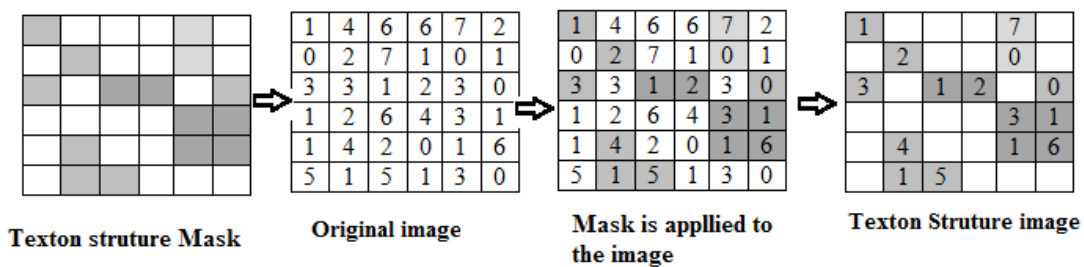 1 4 6 6 7 2
0 2 7 1 0 1
3 3 1 2 3 0
1 2 6 4 3 1
1 4 2 0 1 6
5 1 5 1 3 0
1 4 6 6 7 2
0 2 7 1 0 1
3 3 1 2 3 0
1 2 6 4 3 1
1 4 2 0 1 6
5 1 5 1 3 0
1 7
2 0
3 1 2 0
3 1
4 1 6
1 5
Texton struture Mask
Original image
Mask is appllied to
the image
Texton Struture image